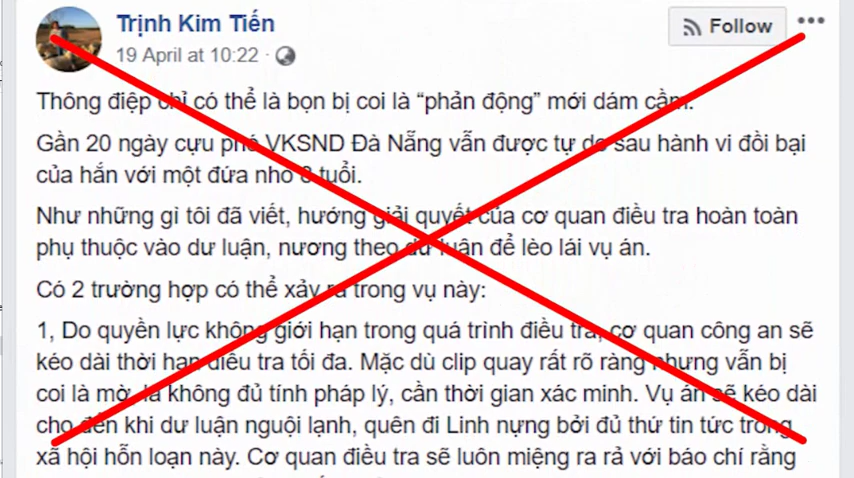 Trịnh Kim Tiến
Follow
19 April at 10:22 ·
Thông điệp chỉ có thể là bọn bị coi là “phản động” mới dám cầm.
Gần 20 ngày cựu phó VKSND Đà Nẵng vẫn được tự do sau hành vi đồi bại
của hắn với một đứa nhỏ 8 tuổi.
Như những gì tôi đã viết, hướng giải quyết của cơ quan điều tra hoàn toàn
phụ thuộc vào dư luận, nương theo dư luận để lèo lái vụ án.
Có 2 trường hợp có thể xảy ra trong vụ này:
1, Do quyền lực không giới hạn trong quá trình điều tra, cơ quan công an sẽ
kéo dài thời hạn điều tra tối đa. Mặc dù clip quay rất rõ ràng nhưng vẫn bị
coi là mờ, là không đủ tính pháp lý, cần thời gian xác minh. Vụ án sẽ kéo dài
cho đến khi dư luận nguội lạnh, quên đi Linh nựng bởi đủ thứ tin tức trong
xã hội hỗn loạn này. Cơ quan điều tra sẽ luôn miệng ra rả với báo chí rằng